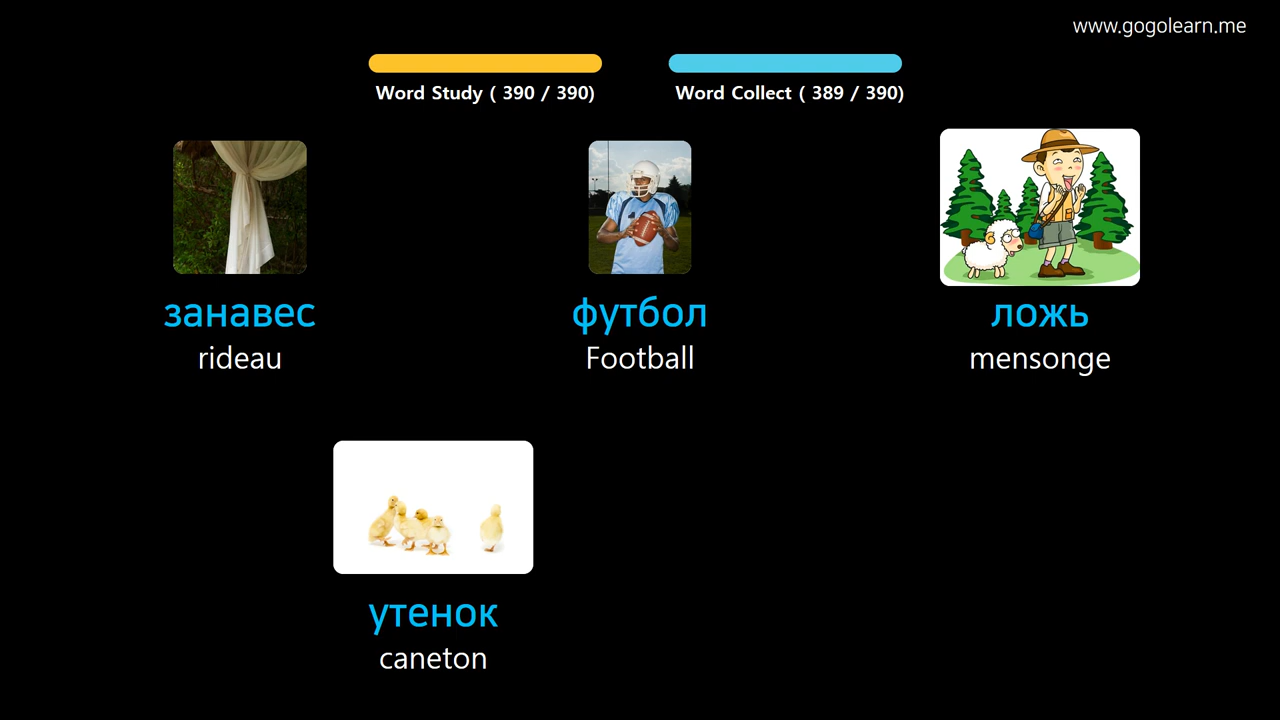 www.gogolearn.me
Word Study ( 390 / 390)
Word Collect ( 389 / 390)
занавес
rideau
футбол
Football
ложь
mensonge
утенок
caneton